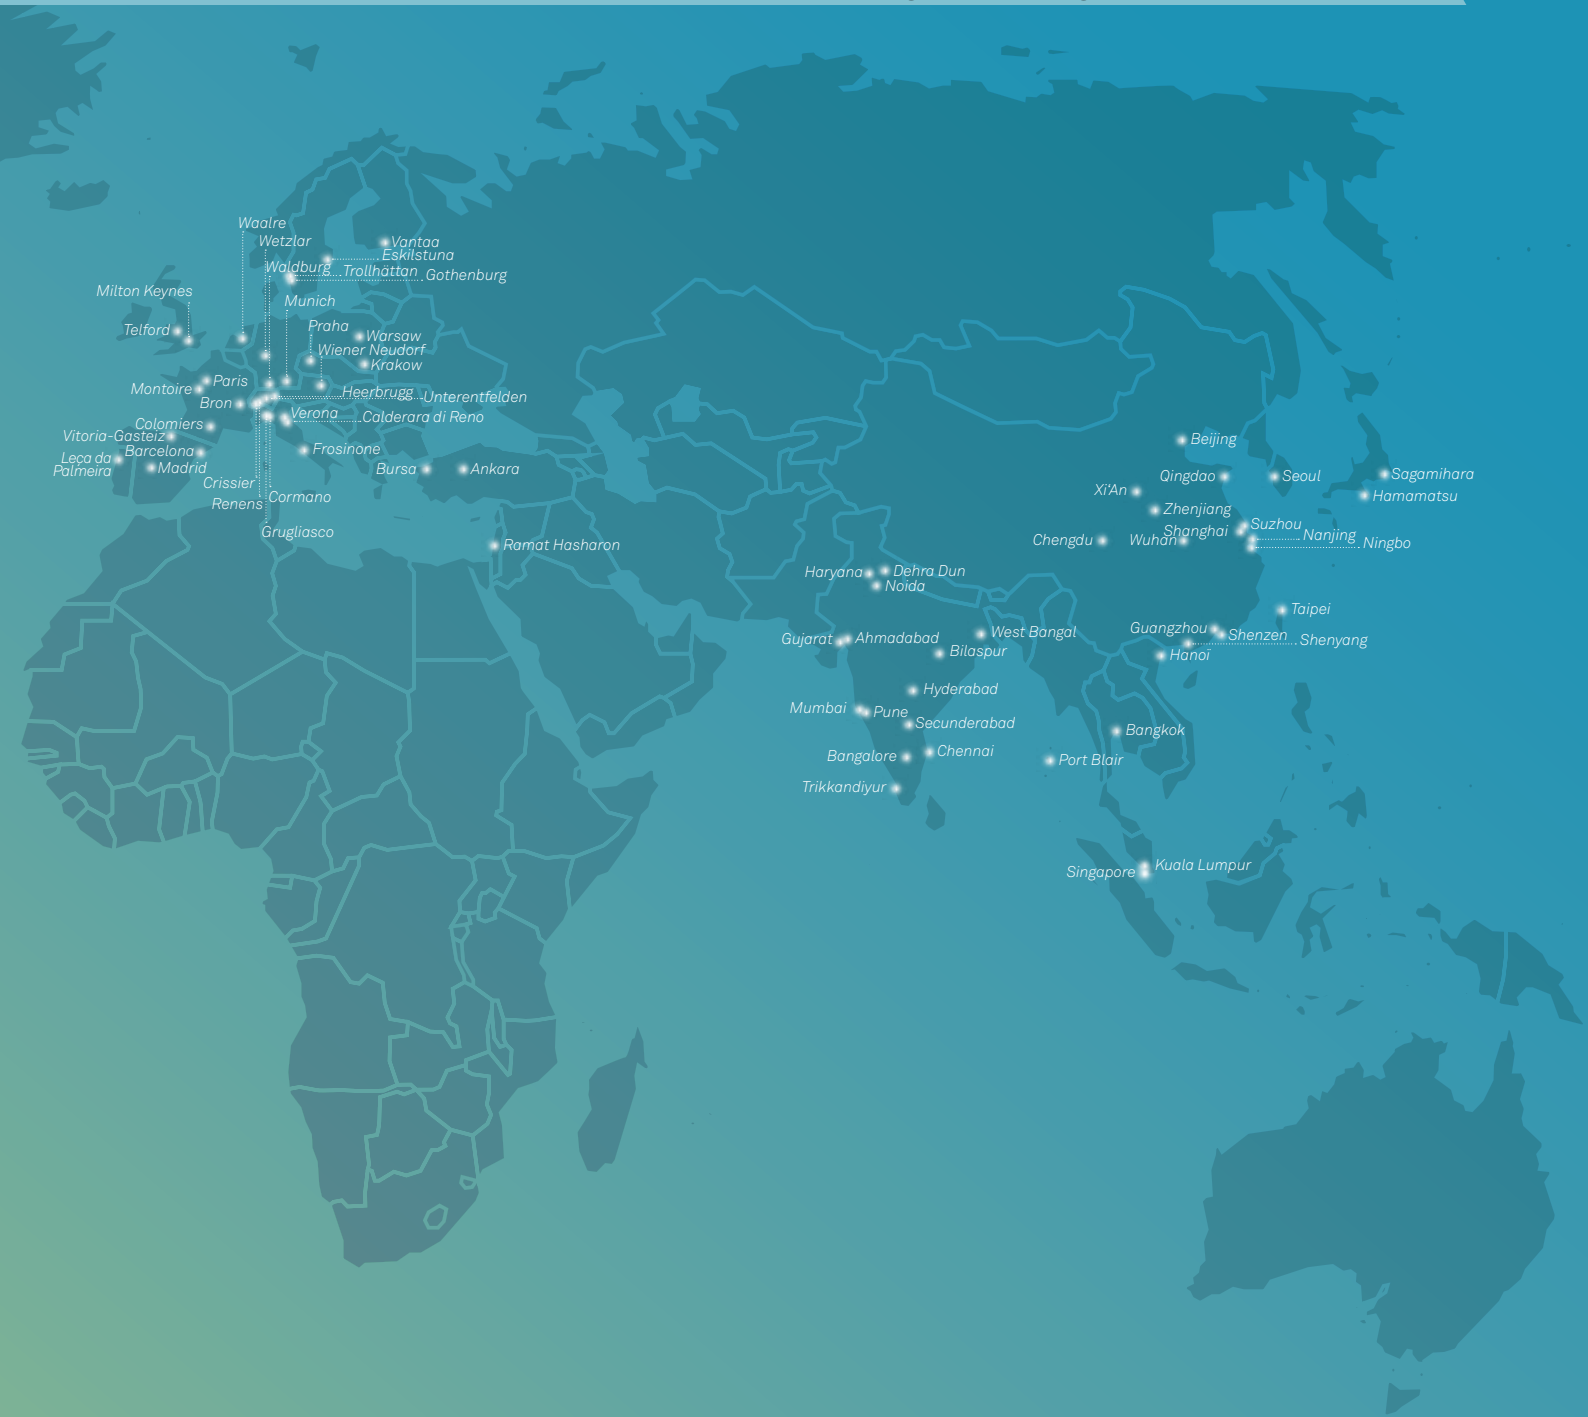 Waalre
Wetzlar
Vantaa
Eskilstuna
Waldburg
Trollhättan
Gothenburg
Milton Keynes
Munich
Telford
Praha
Warsaw
Wiener Neudorf
Krakow
Paris
Montoire
Heerbrugg
Unterentfelden
Bron
Verona
Calderara di Reno
Colomiers
Vitoria-Gasteiz
Barcelona
Frosinone
Leça da
Palmeira
Madrid
Bursa
Ankara
Crissier
Cormano
Renens
Grugliasco
Ramat Hasharon
Beijing
Qingdao
Seoul
Sagamihara
Xi'An
Hamamatsu
Zhenjiang
Suzhou
Shanghai
Nanjing
Chengdu
Wuhan
Ningbo
Haryana
Dehra Dun
Noida
Taipei
Gujarat
Ahmadabad
West Bangal
Guangzhou
Shenzen
Shenyang
Bilaspur
Hanoï
Hyderabad
Mumbai
Pune
Secunderabad
Bangkok
Bangalore
Chennai
Port Blair
Trikkandiyur
Kuala Lumpur
Singapore